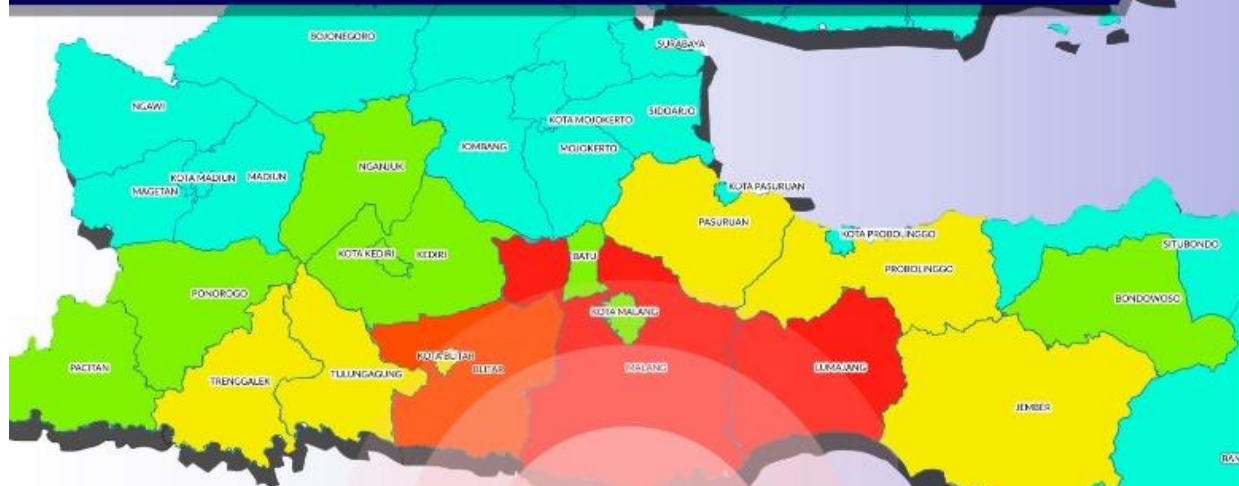 BOJONEGORO
SURABAYA
NGAWI
SIDOARJO
KOTA MOJOKERTO
JOMBANG
MOJOKERTO
NGANJUK
KOTA MADIUN
MADIUN
MAGETAN
KOTA PASURUAN
PASURUAN
KOTA PROBOLINGGO
SITUBONDO
KOTA KEDIRI
KEDIRI
BATU
PROBOLINGGO
PONOROGO
BONDOWOSO
KOTA MALANG
KOTA BLITAR
BLITAR
PACITAN
TRENGGALEK
TULUNGAGUNG
MALANG
LUMAJANG
JEMBER
BAN